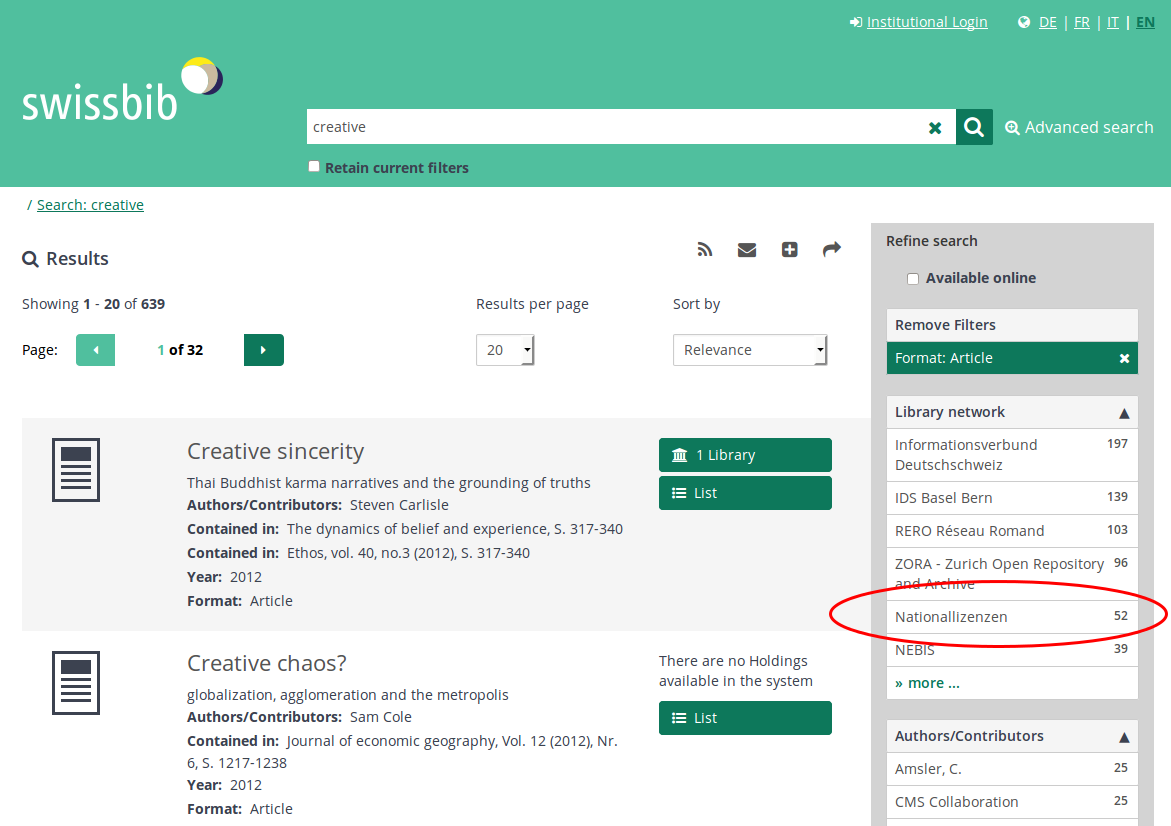 Institutional Login DE | FR | IT | EN
swissbib
creative
Advanced search
Retain current filters
/ Search: creative
Results
Showing 1 - 20 of 639
Results per page
Sort by
Page:
1 of 32
20
Relevance
Creative sincerity
Thai Buddhist karma narratives and the grounding of truths
Authors/Contributors: Steven Carlisle
Contained in: The dynamics of belief and experience, S. 317-340
Contained in: Ethos, vol. 40, no.3 (2012), S. 317-340
Year: 2012
Format: Article
1 Library
List
Creative chaos?
globalization, agglomeration and the metropolis
Authors/Contributors: Sam Cole
Contained in: Journal of economic geography, Vol. 12 (2012), Nr.
6, S. 1217-1238
Year: 2012
Format: Article
There are no Holdings
available in the system
List
Refine search
Available online
Remove Filters
Format: Article
Library network
Informationsverbund 197
Deutschschweiz
IDS Basel Bern 139
RERO Réseau Romand 103
ZORA - Zurich Open Repository 96
and Archive
Nationallizenzen 52
NEBIS 39
» more ...
Authors/Contributors
Amsler, C. 25
CMS Collaboration 25